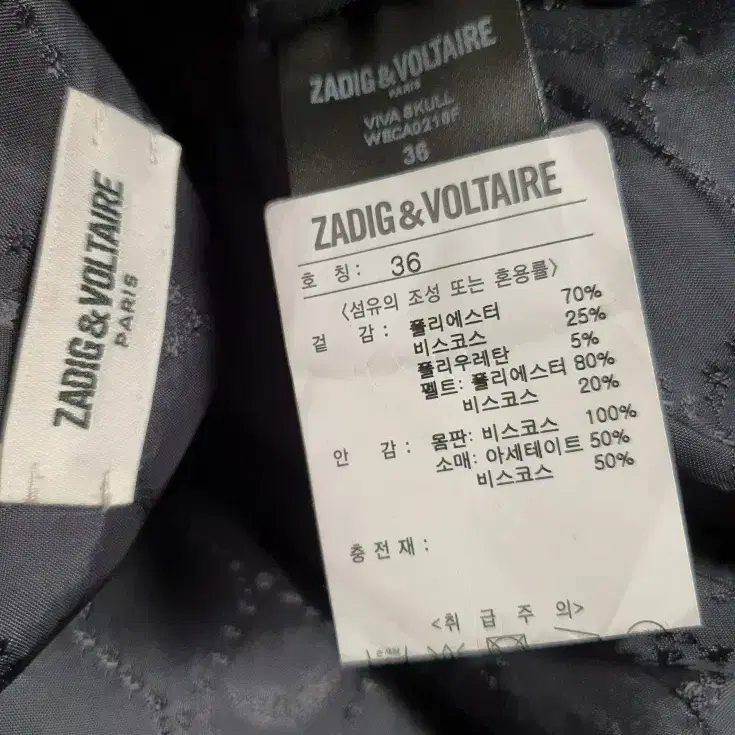 ZADIG & VOLTAIRE
PARIS
ZADIG & VOLTAIRE
PARIS
VIVA SKULL
WECA0216F
36
ZADIG & VOLTAIRE
호 칭: 36
<섬유의 조성 또는 혼용률>
겉 감: 폴리에스터 70%
비스코스 25%
폴리우레탄 5%
펠트: 폴리에스터 80%
비스코스 20%
안 감: 몸판: 비스코스 100%
소매: 아세테이트 50%
비스코스 50%
충전재:
<취급주의>